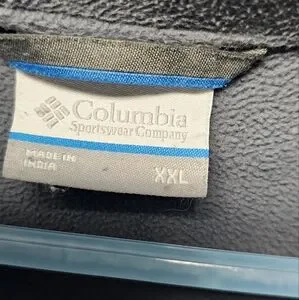 Columbia
Sportswear Company
MADE IN
INDIA
XXL